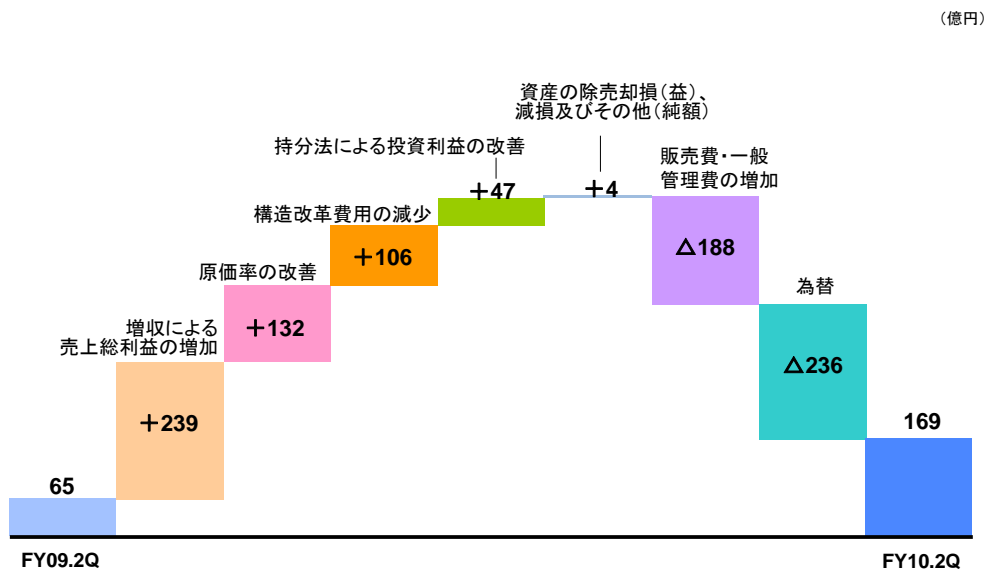 (億円)
資産の除売却損(益)、
減損及びその他(純額)
持分法による投資利益の改善
販売費・一般
管理費の増加
+47
+4
構造改革費用の減少
△188
+106
原価率の改善
為替
増収による
売上総利益の増加
+132
△236
+239
169
65
FY09.2Q
FY10.2Q